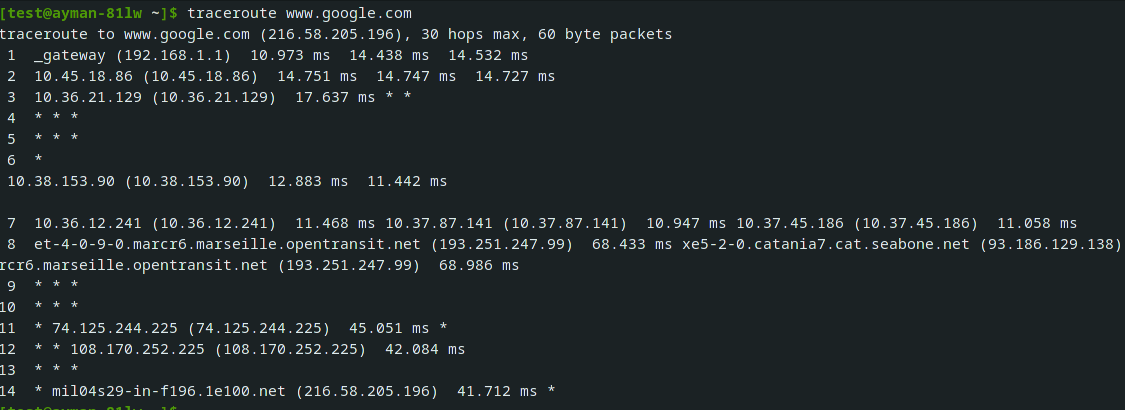 [test@ayman-81lw ~]$ traceroute www.google.com
traceroute to www.google.com (216.58.205.196), 30 hops max, 60 byte packets
1 _gateway (192.168.1.1) 10.973 ms 14.438 ms 14.532 ms
2 10.45.18.86 (10.45.18.86) 14.751 ms 14.747 ms 14.727 ms
3 10.36.21.129 (10.36.21.129) 17.637 ms * *
4 * * *
5 * * *
6 *
10.38.153.90 (10.38.153.90) 12.883 ms 11.442 ms
7 10.36.12.241 (10.36.12.241) 11.468 ms 10.37.87.141 (10.37.87.141) 10.947 ms 10.37.45.186 (10.37.45.186) 11.058 ms
8 et-4-0-9-0.marcr6.marseille.opentransit.net (193.251.247.99) 68.433 ms xe5-2-0.catania7.cat.seabone.net (93.186.129.138)
rcr6.marseille.opentransit.net (193.251.247.99) 68.986 ms
9 * * *
10 * * *
11 * 74.125.244.225 (74.125.244.225) 45.051 ms *
12 * * 108.170.252.225 (108.170.252.225) 42.084 ms
13 * * *
14 * mil04s29-in-f196.1e100.net (216.58.205.196) 41.712 ms *
[test@ayman-81lw ~]$